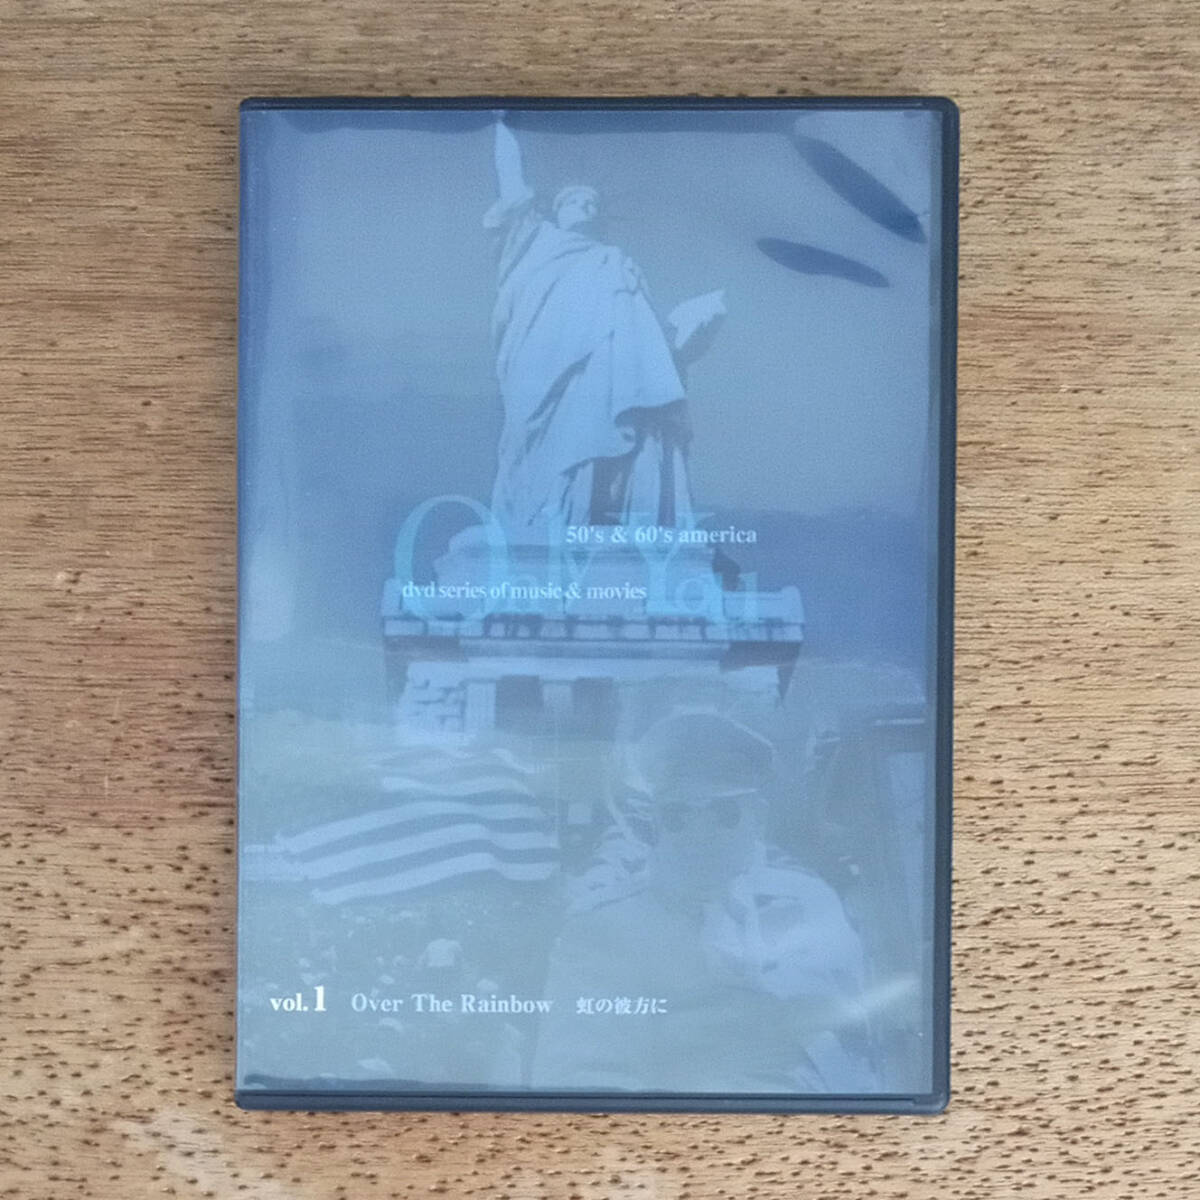 50's & 60's america
Only You
dvd series of music & movies
vol.1 Over The Rainbow 虹の彼方に